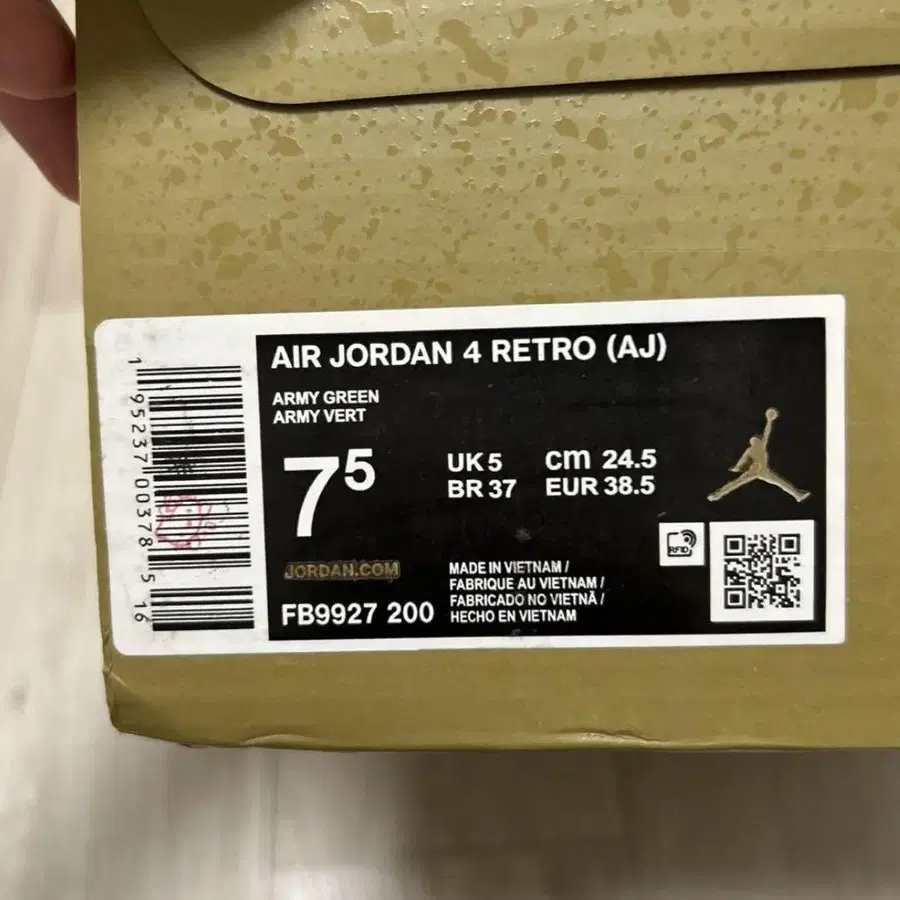 AIR JORDAN 4 RETRO (AJ)
ARMY GREEN
ARMY VERT
7⁵
UK 5 cm 24.5
BR 37 EUR 38.5
RFID
JORDAN.COM
FB9927 200
MADE IN VIETNAM /
FABRIQUE AU VIETNAM /
FABRICADO NO VIETNÃ /
HECHO EN VIETNAM
1 95237 00378 5 16